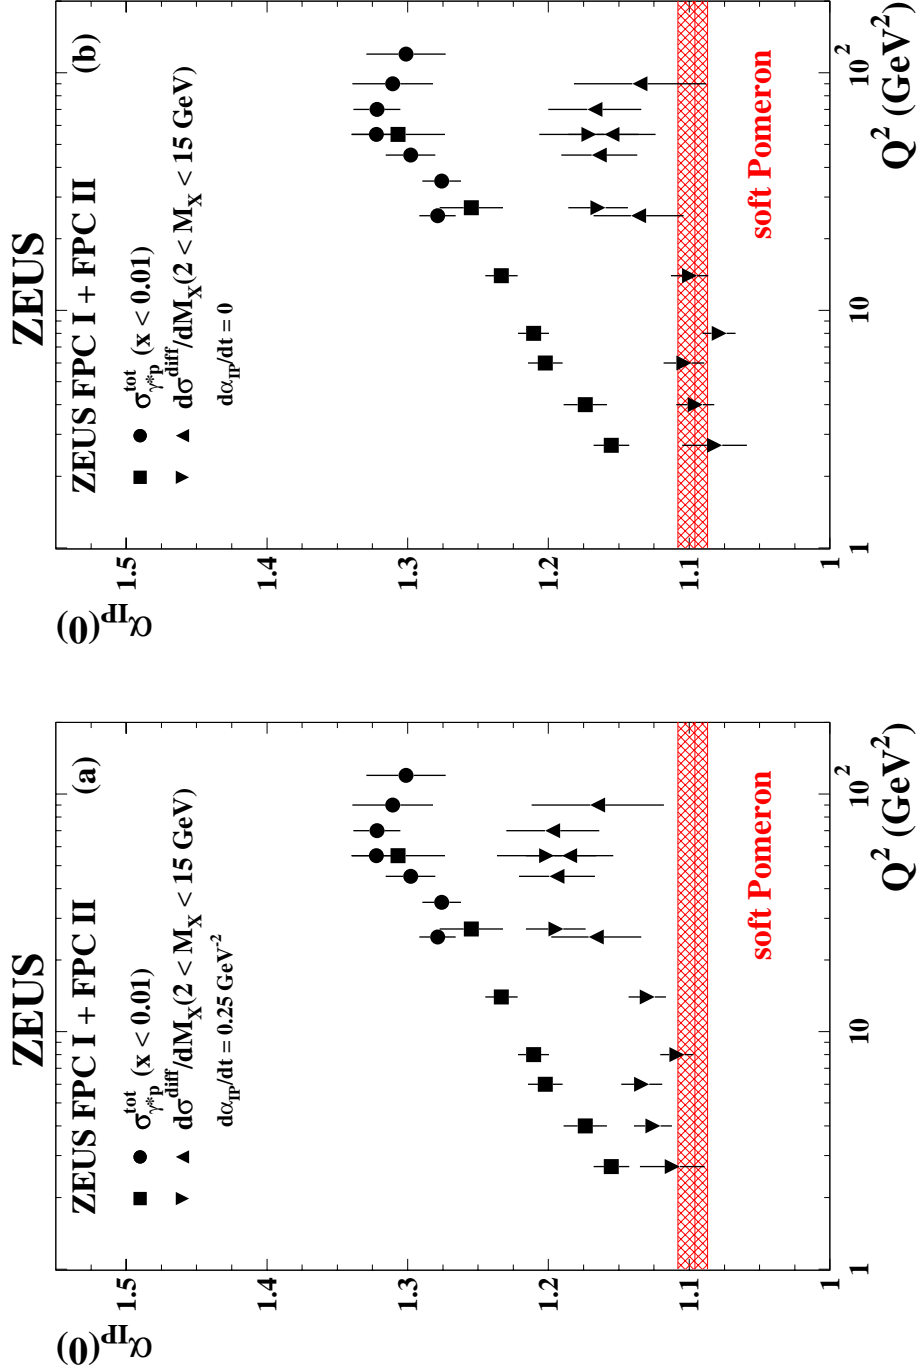 ZEUS
ZEUS FPC I + FPC II
(a)
σ^tot_γ*p (x < 0.01)
dσ^diff/dM_X(2 < M_X < 15 GeV)
dα_IP/dt = 0.25 GeV^-2
α_IP(0)
1.5
1.4
1.3
1.2
1.1
1
soft Pomeron
1
10
10^2
Q^2 (GeV^2)
ZEUS
ZEUS FPC I + FPC II
(b)
σ^tot_γ*p (x < 0.01)
dσ^diff/dM_X(2 < M_X < 15 GeV)
dα_IP/dt = 0
α_IP(0)
1.5
1.4
1.3
1.2
1.1
1
soft Pomeron
1
10
10^2
Q^2 (GeV^2)